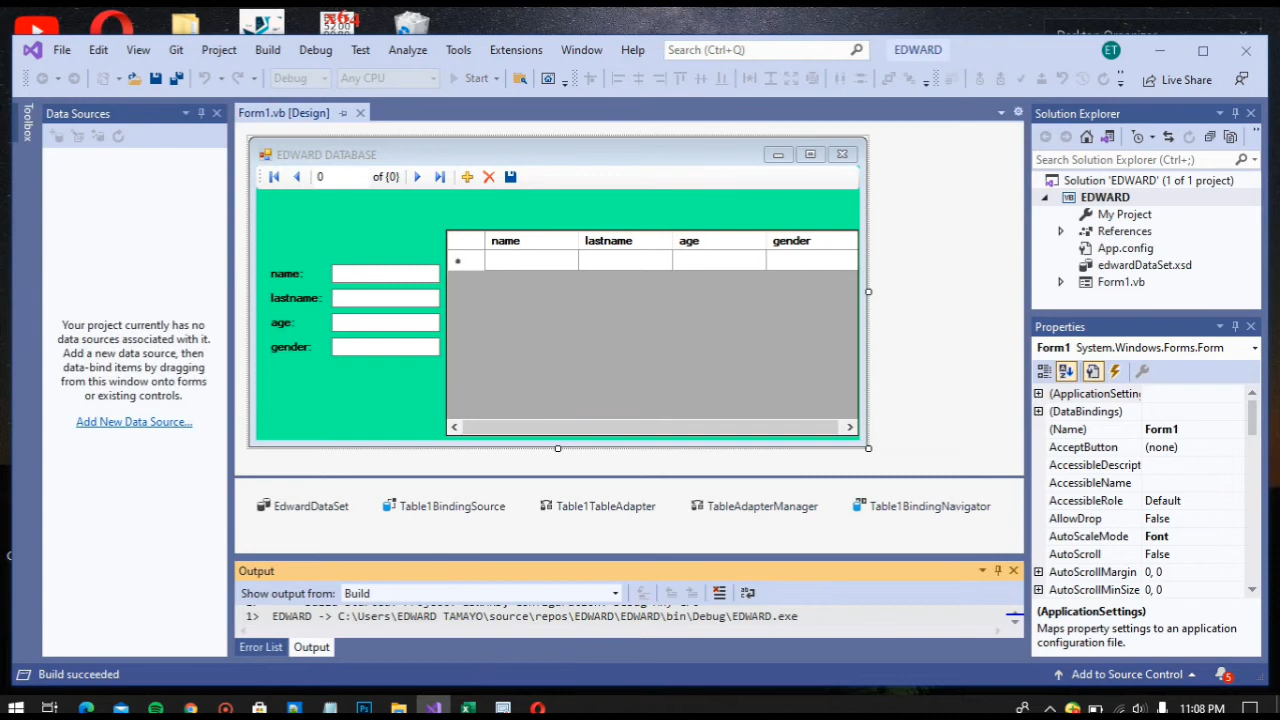 File Edit View Git Project Build Debug Test Analyze Tools Extensions Window Help Search (Ctrl+Q) EDWARD ET
Debug Any CPU Start Live Share
Toolbox
Data Sources
Form1.vb [Design]
Solution Explorer
EDWARD DATABASE
0 of {0}
name lastname age gender
name:
lastname:
age:
gender:
Your project currently has no
data sources associated with it.
Add a new data source, then
data-bind items by dragging
from this window onto forms
or existing controls.
Add New Data Source...
EdwardDataSet Table1BindingSource Table1TableAdapter TableAdapterManager Table1BindingNavigator
Output
Show output from: Build
1> EDWARD -> C:\Users\EDWARD TAMAYO\source\repos\EDWARD\EDWARD\bin\Debug\EDWARD.exe
Error List Output
Search Solution Explorer (Ctrl+;)
Solution 'EDWARD' (1 of 1 project)
VB EDWARD
My Project
References
App.config
edwardDataSet.xsd
Form1.vb
Properties
Form1 System.Windows.Forms.Form
(ApplicationSetting
(DataBindings)
(Name) Form1
AcceptButton (none)
AccessibleDescript
AccessibleName
AccessibleRole Default
AllowDrop False
AutoScaleMode Font
AutoScroll False
AutoScrollMargin 0, 0
AutoScrollMinSize 0, 0
(ApplicationSettings)
Maps property settings to an application
configuration file.
Build succeeded
Add to Source Control 5
11:08 PM